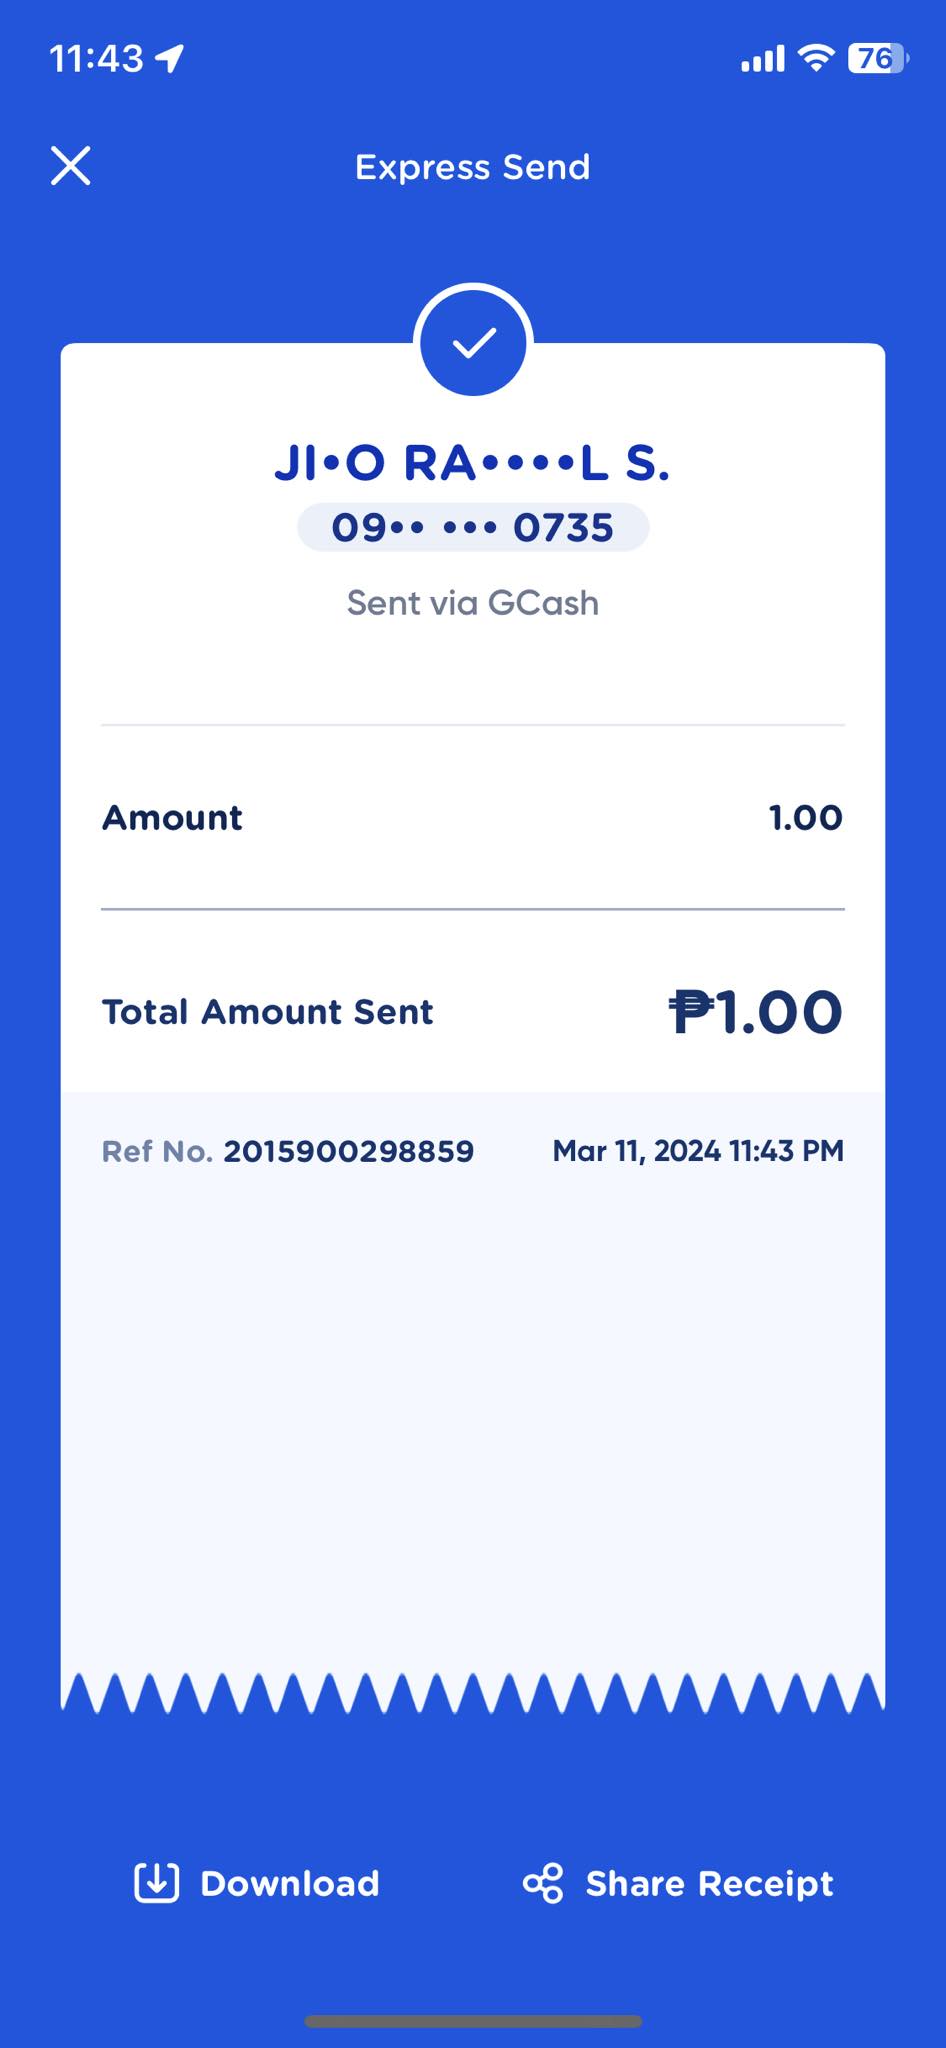 11:43
76
Express Send
JI•O RA••••L S.
09•• ••• 0735
Sent via GCash
Amount 1.00
Total Amount Sent ₱1.00
Ref No. 2015900298859 Mar 11, 2024 11:43 PM
Download Share Receipt